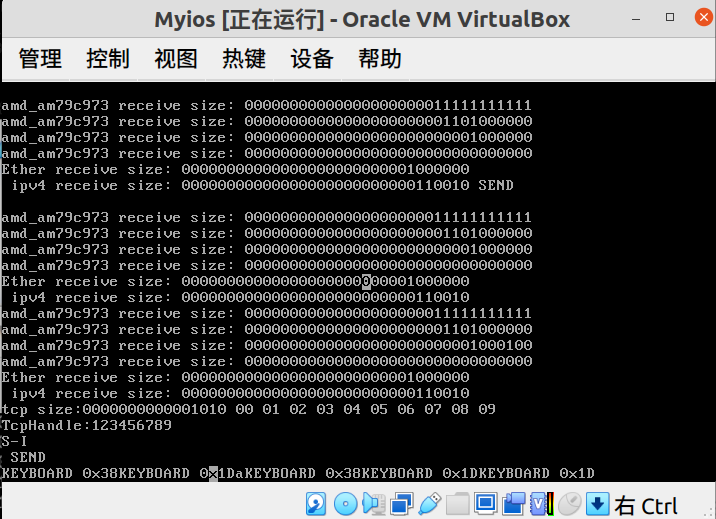 Myios [正在运行] - Oracle VM VirtualBox
管理 控制 视图 热键 设备 帮助
amd_am79c973 receive size: 00000000000000000000011111111111
amd_am79c973 receive size: 00000000000000000000001101000000
amd_am79c973 receive size: 00000000000000000000000001000000
amd_am79c973 receive size: 00000000000000000000000000000000
Ether receive size: 00000000000000000000000001000000
ipv4 receive size: 00000000000000000000000000110010 SEND
amd_am79c973 receive size: 00000000000000000000011111111111
amd_am79c973 receive size: 00000000000000000000001101000000
amd_am79c973 receive size: 00000000000000000000000001000000
amd_am79c973 receive size: 00000000000000000000000000000000
Ether receive size: 00000000000000000000000001000000
ipv4 receive size: 00000000000000000000000000110010
amd_am79c973 receive size: 00000000000000000000011111111111
amd_am79c973 receive size: 00000000000000000000001101000000
amd_am79c973 receive size: 00000000000000000000000001000100
amd_am79c973 receive size: 00000000000000000000000000000000
Ether receive size: 00000000000000000000000001000000
ipv4 receive size: 00000000000000000000000000110010
tcp size:0000000000001010 00 01 02 03 04 05 06 07 08 09
TcpHandle:123456789
S-I
SEND
KEYBOARD 0x38KEYBOARD 0x1DaKEYBOARD 0x38KEYBOARD 0x1DKEYBOARD 0x1D
右 Ctrl